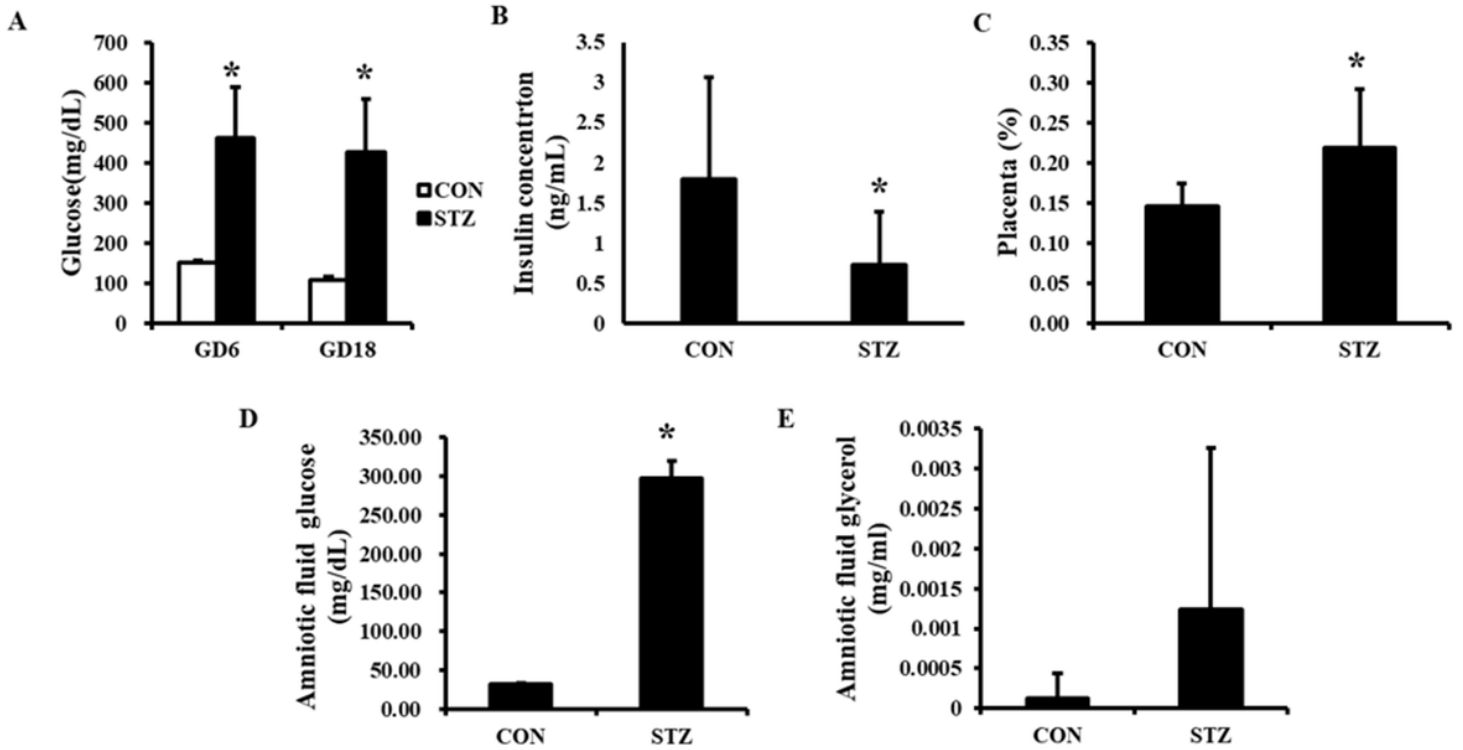 A
700
600
500
400
300
200
100
0
Glucose(mg/dL)
*
*
GD6
GD18
CON
STZ
B
3.5
3
2.5
2
1.5
1
0.5
0
Insulin concentrton
(ng/mL)
*
CON
STZ
C
0.35
0.30
0.25
0.20
0.15
0.10
0.05
0.00
Placenta (%)
*
CON
STZ
D
350.00
300.00
250.00
200.00
150.00
100.00
50.00
0.00
Amniotic fluid glucose
(mg/dL)
*
CON
STZ
E
0.0035
0.003
0.0025
0.002
0.0015
0.001
0.0005
0
Amniotic fluid glycerol
(mg/ml)
CON
STZ